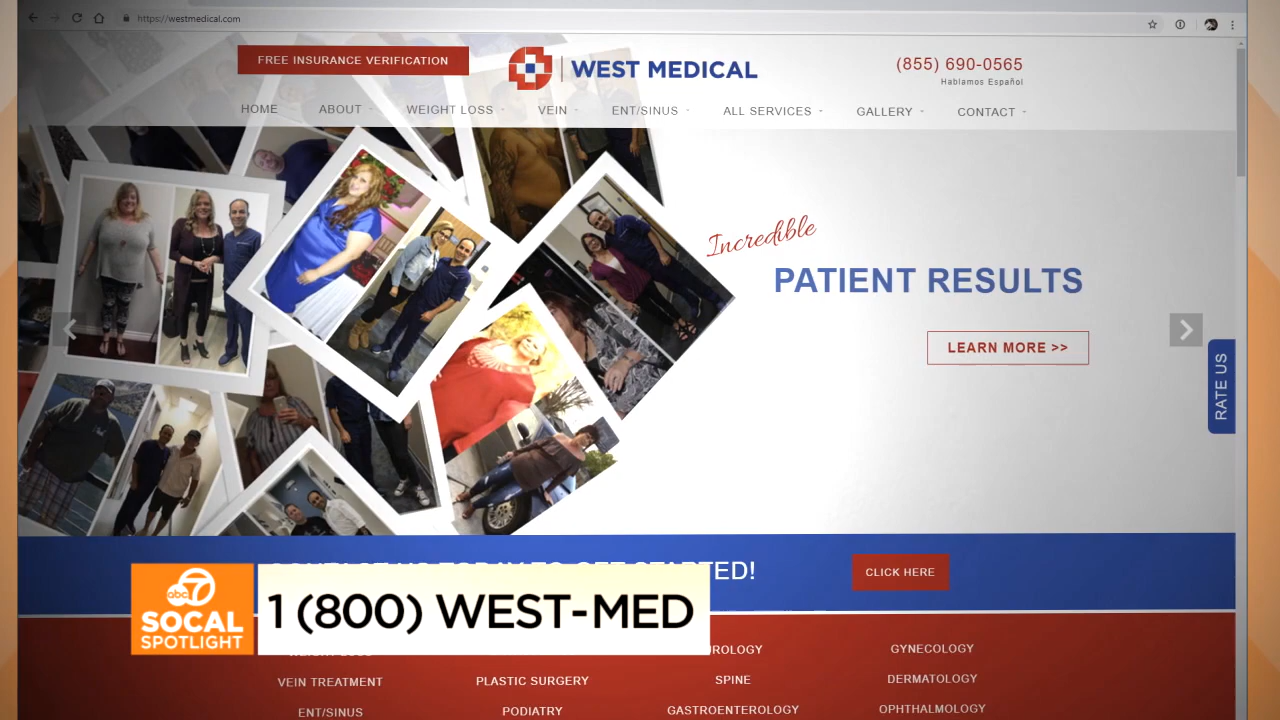 https://westmedical.com
FREE INSURANCE VERIFICATION
WEST MEDICAL
(855) 690-0565
Hablamos Español
HOME ABOUT WEIGHT LOSS VEIN ENT/SINUS ALL SERVICES GALLERY CONTACT
Incredible
PATIENT RESULTS
LEARN MORE >>
RATE US
CLICK HERE
abc 7
SOCAL
SPOTLIGHT
1 (800) WEST-MED
GYNECOLOGY
VEIN TREATMENT PLASTIC SURGERY SPINE DERMATOLOGY
ENT/SINUS PODIATRY GASTROENTEROLOGY OPHTHALMOLOGY